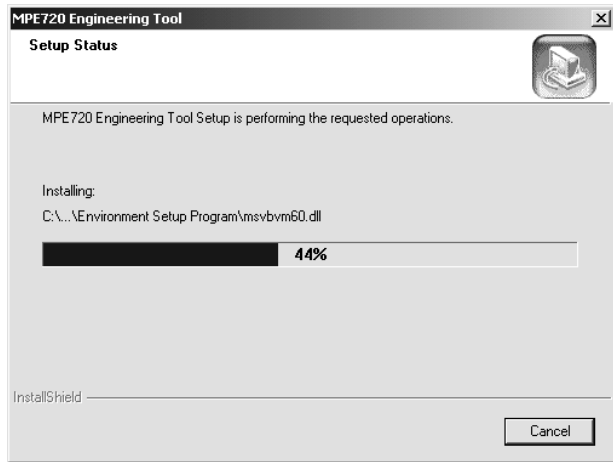 MPE720 Engineering Tool
Setup Status
MPE720 Engineering Tool Setup is performing the requested operations.
Installing:
C:\...\Environment Setup Program\msvbvm60.dll
44%
InstallShield
Cancel